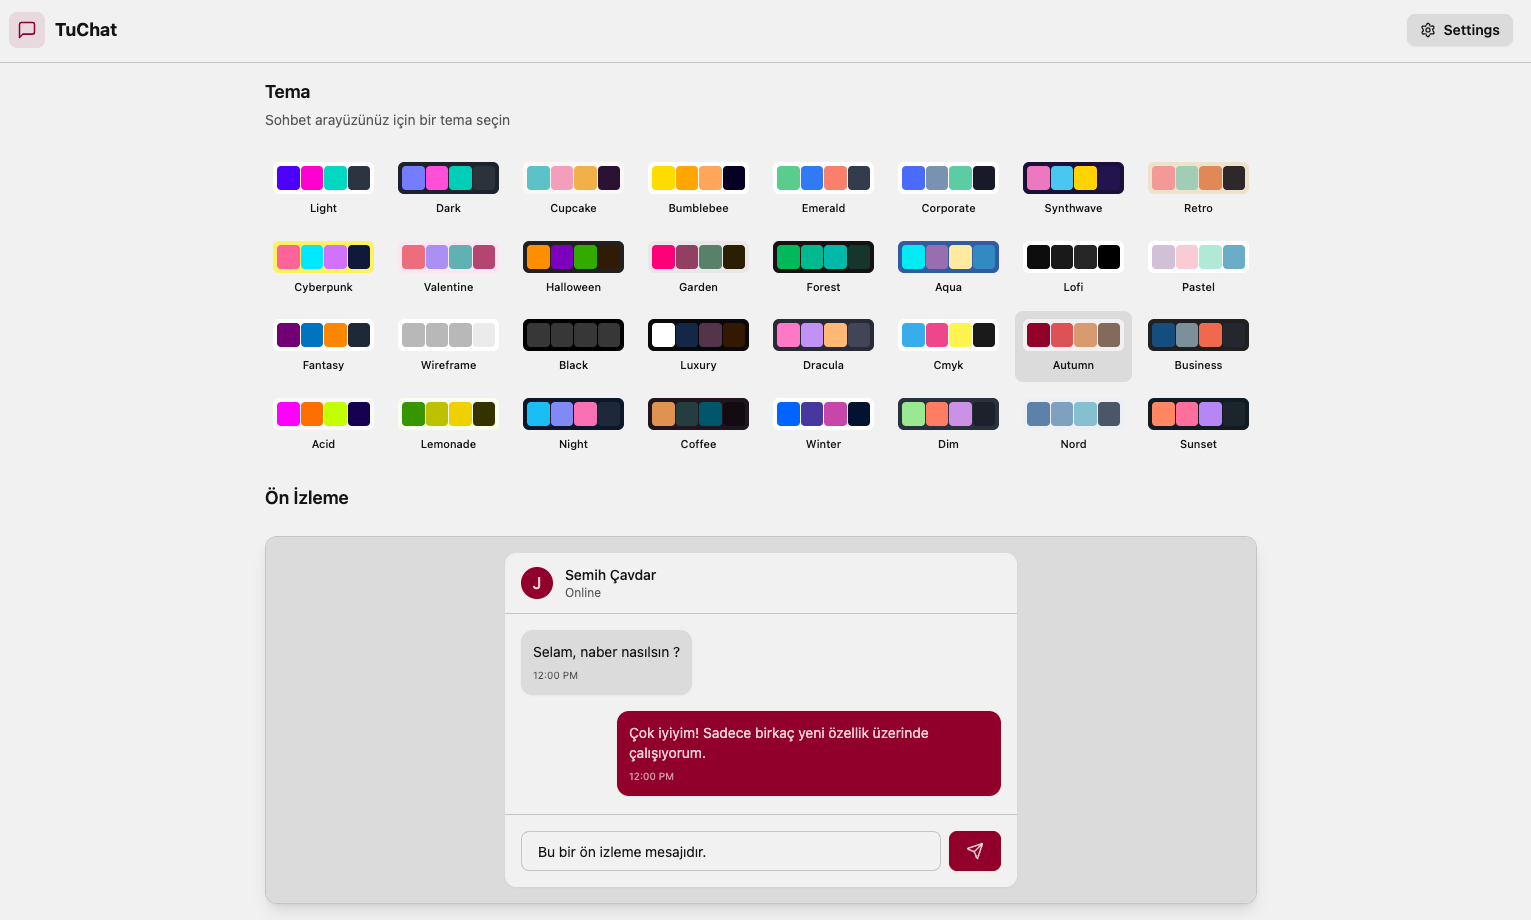 TuChat
Settings
Tema
Sohbet arayüzünüz için bir tema seçin
Light
Dark
Cupcake
Bumblebee
Emerald
Corporate
Synthwave
Retro
Cyberpunk
Valentine
Halloween
Garden
Forest
Aqua
Lofi
Pastel
Fantasy
Wireframe
Black
Luxury
Dracula
Cmyk
Autumn
Business
Acid
Lemonade
Night
Coffee
Winter
Dim
Nord
Sunset
Ön İzleme
J
Semih Çavdar
Online
Selam, naber nasılsın ?
12:00 PM
Çok iyiyim! Sadece birkaç yeni özellik üzerinde
çalışıyorum.
12:00 PM
Bu bir ön izleme mesajıdır.